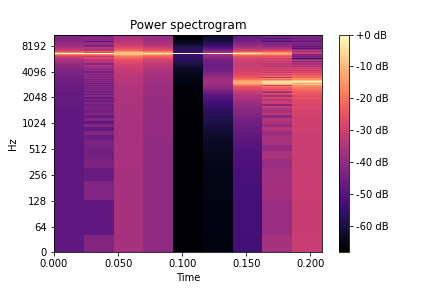 Power spectrogram
8192
4096
2048
1024
512
256
128
64
0
Hz
0.000 0.050 0.100 0.150 0.200
Time
+0 dB
-10 dB
-20 dB
-30 dB
-40 dB
-50 dB
-60 dB